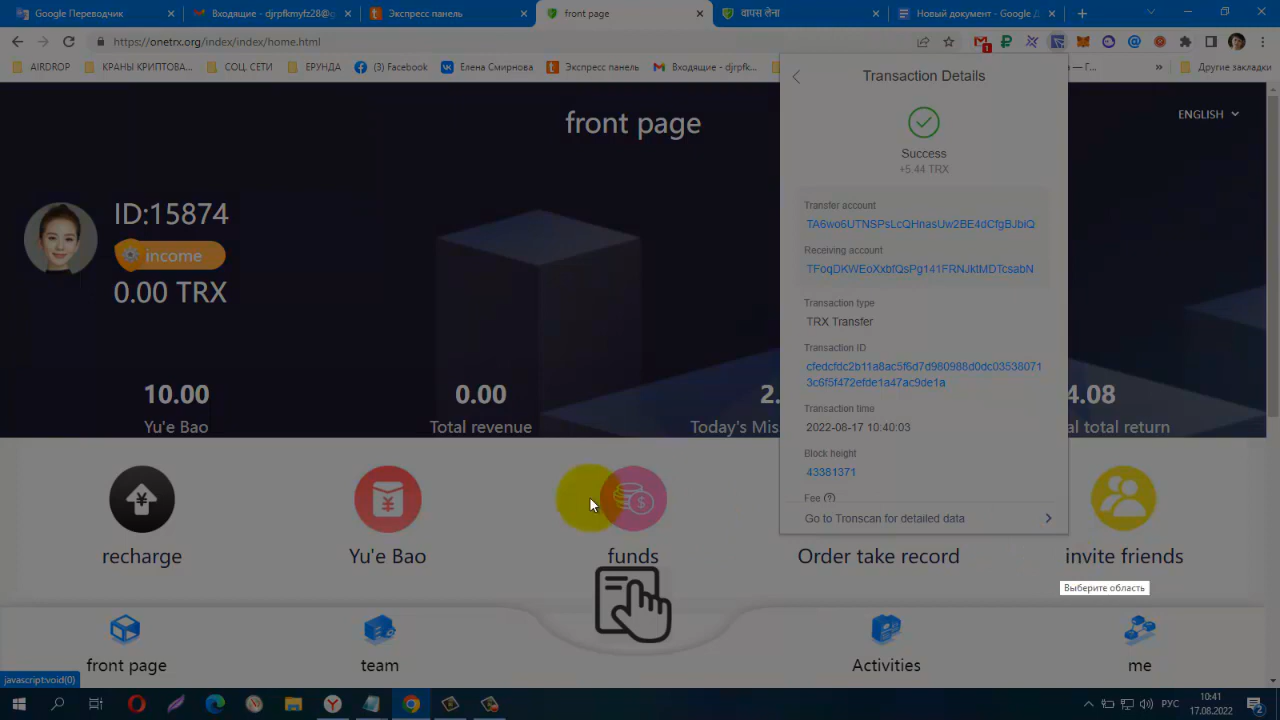 Google Переводчик
Входящие - djrpfkmyfz28@g
Экспресс панель
front page
वापस लेना
Новый документ - Google Д
https://onetrx.org/index/index/home.html
AIRDROP
КРАНЫ КРИПТОВА...
СОЦ. СЕТИ
ЕРУНДА
(3) Facebook
Елена Смирнова
Экспресс панель
Входящие - djrpfk...
— Г...
»
Другие закладки
front page
ENGLISH
ID:15874
income
0.00 TRX
10.00
Yu'e Bao
0.00
Total revenue
2.
Today's Mis
4.08
al total return
Transaction Details
Success
+5.44 TRX
Transfer account
TA6wo6UTNSPsLcQHnasUw2BE4dCfgBJbiQ
Receiving account
TFoqDKWEoXxbfQsPg141FRNJktMDTcsabN
Transaction type
TRX Transfer
Transaction ID
cfedcfdc2b11a8ac5f6d7d980988d0dc03538071
3c6f5f472efde1a47ac9de1a
Transaction time
2022-08-17 10:40:03
Block height
43381371
Fee
Go to Tronscan for detailed data
recharge
Yu'e Bao
funds
Order take record
invite friends
Выберите область
front page
team
Activities
me
javascript:void(0)
РУС
10:41
17.08.2022
2